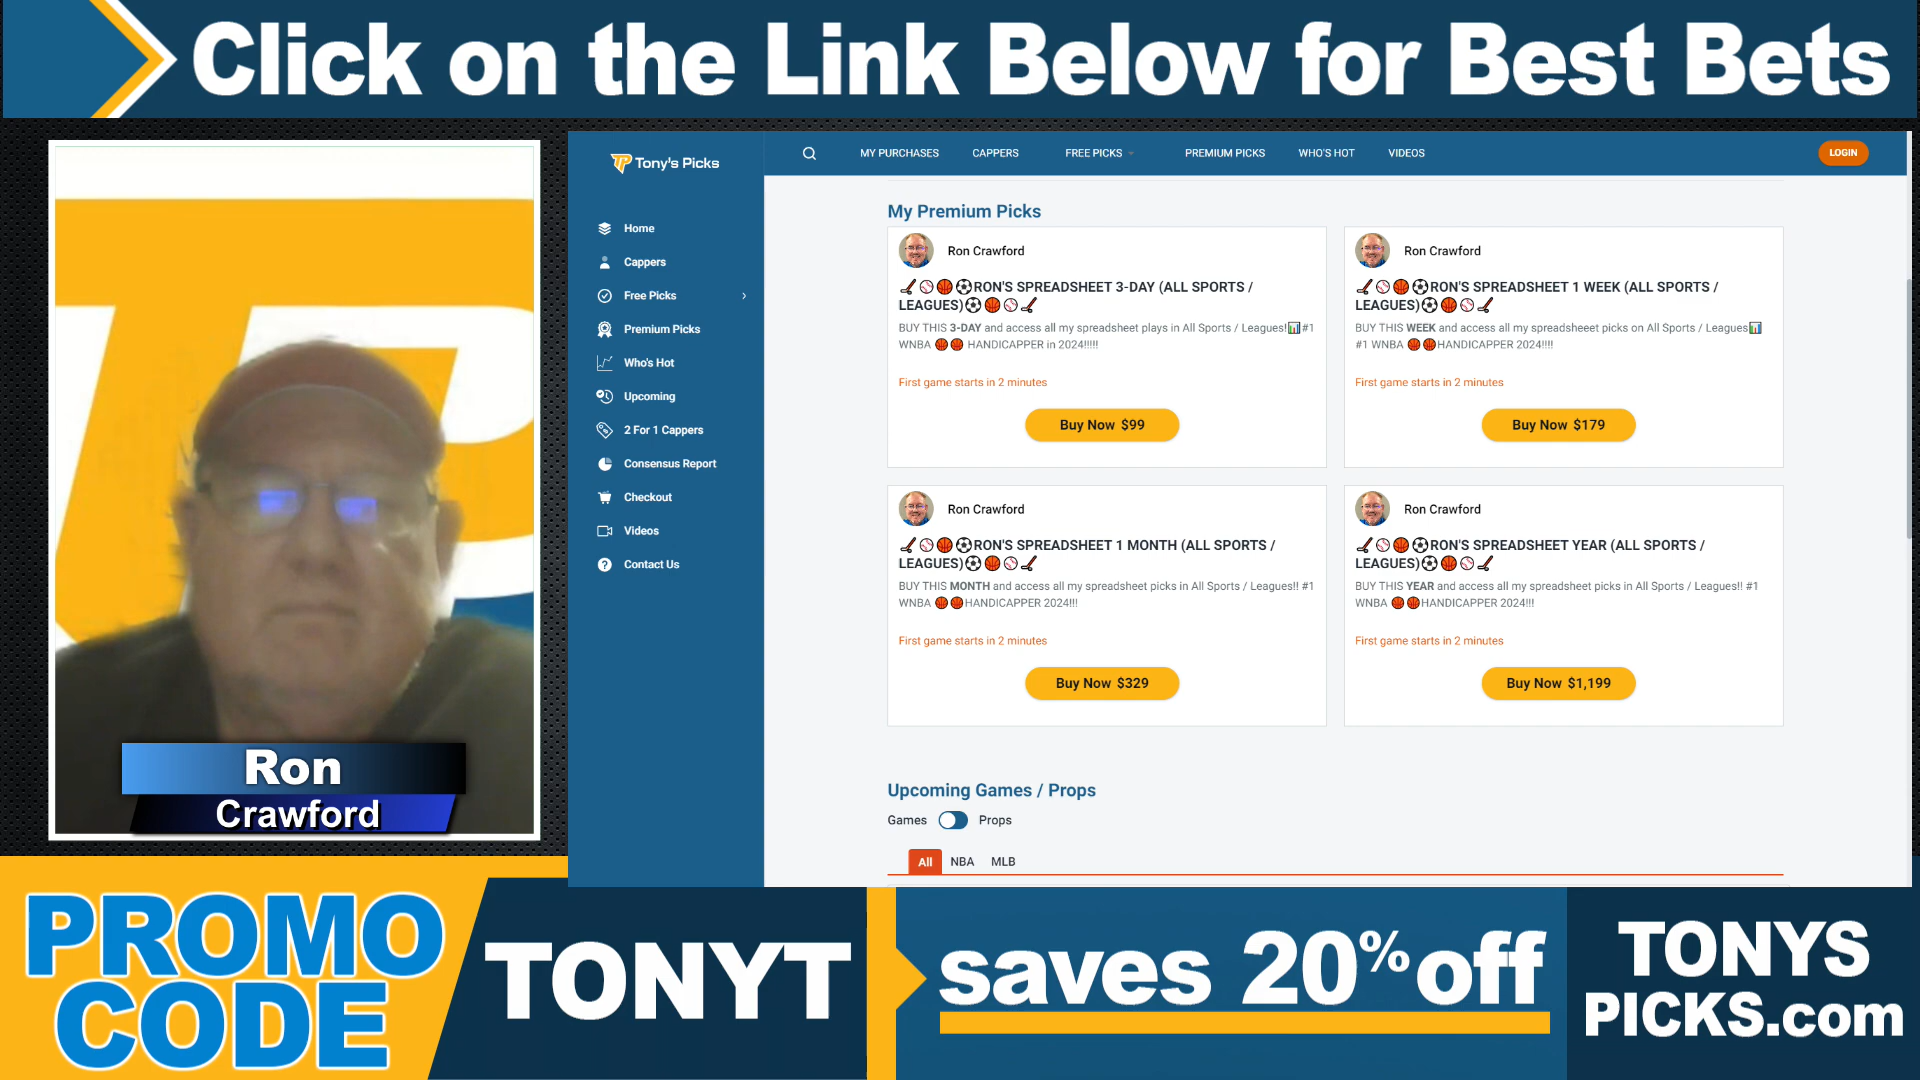 Click on the Link Below for Best Bets
TP Tony's Picks
MY PURCHASES CAPPERS FREE PICKS PREMIUM PICKS WHO'S HOT VIDEOS LOGIN
Home
Cappers
Free Picks
Premium Picks
Who's Hot
Upcoming
2 For 1 Cappers
Consensus Report
Checkout
Videos
Contact Us
My Premium Picks
Ron Crawford
🏒⚾🏀⚽RON'S SPREADSHEET 3-DAY (ALL SPORTS /
LEAGUES)⚽🏀⚾🏒
BUY THIS 3-DAY and access all my spreadsheet plays in All Sports / Leagues!📊#1
WNBA 🏀🏀 HANDICAPPER in 2024!!!!!
First game starts in 2 minutes
Buy Now $99
Ron Crawford
🏒⚾🏀⚽RON'S SPREADSHEET 1 WEEK (ALL SPORTS /
LEAGUES)⚽🏀⚾🏒
BUY THIS WEEK and access all my spreadsheeet picks on All Sports / Leagues📊
#1 WNBA 🏀🏀HANDICAPPER 2024!!!!
First game starts in 2 minutes
Buy Now $179
Ron Crawford
🏒⚾🏀⚽RON'S SPREADSHEET 1 MONTH (ALL SPORTS /
LEAGUES)⚽🏀⚾🏒
BUY THIS MONTH and access all my spreadsheet picks in All Sports / Leagues!! #1
WNBA 🏀🏀HANDICAPPER 2024!!!
First game starts in 2 minutes
Buy Now $329
Ron Crawford
🏒⚾🏀⚽RON'S SPREADSHEET YEAR (ALL SPORTS /
LEAGUES)⚽🏀⚾🏒
BUY THIS YEAR and access all my spreadsheet picks in All Sports / Leagues!! #1
WNBA 🏀🏀HANDICAPPER 2024!!!
First game starts in 2 minutes
Buy Now $1,199
Upcoming Games / Props
Games Props
All NBA MLB
Ron
Crawford
PROMO
CODE
TONYT
saves 20% off
TONYS
PICKS.com